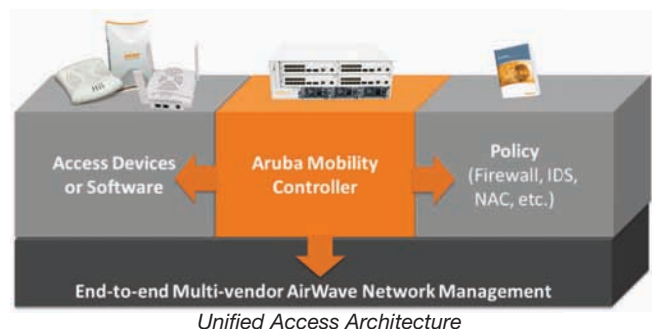 Access Devices
or Software
Aruba Mobility
Controller
Policy
(Firewall, IDS,
NAC, etc.)
End-to-end Multi-vendor AirWave Network Management
Unified Access Architecture